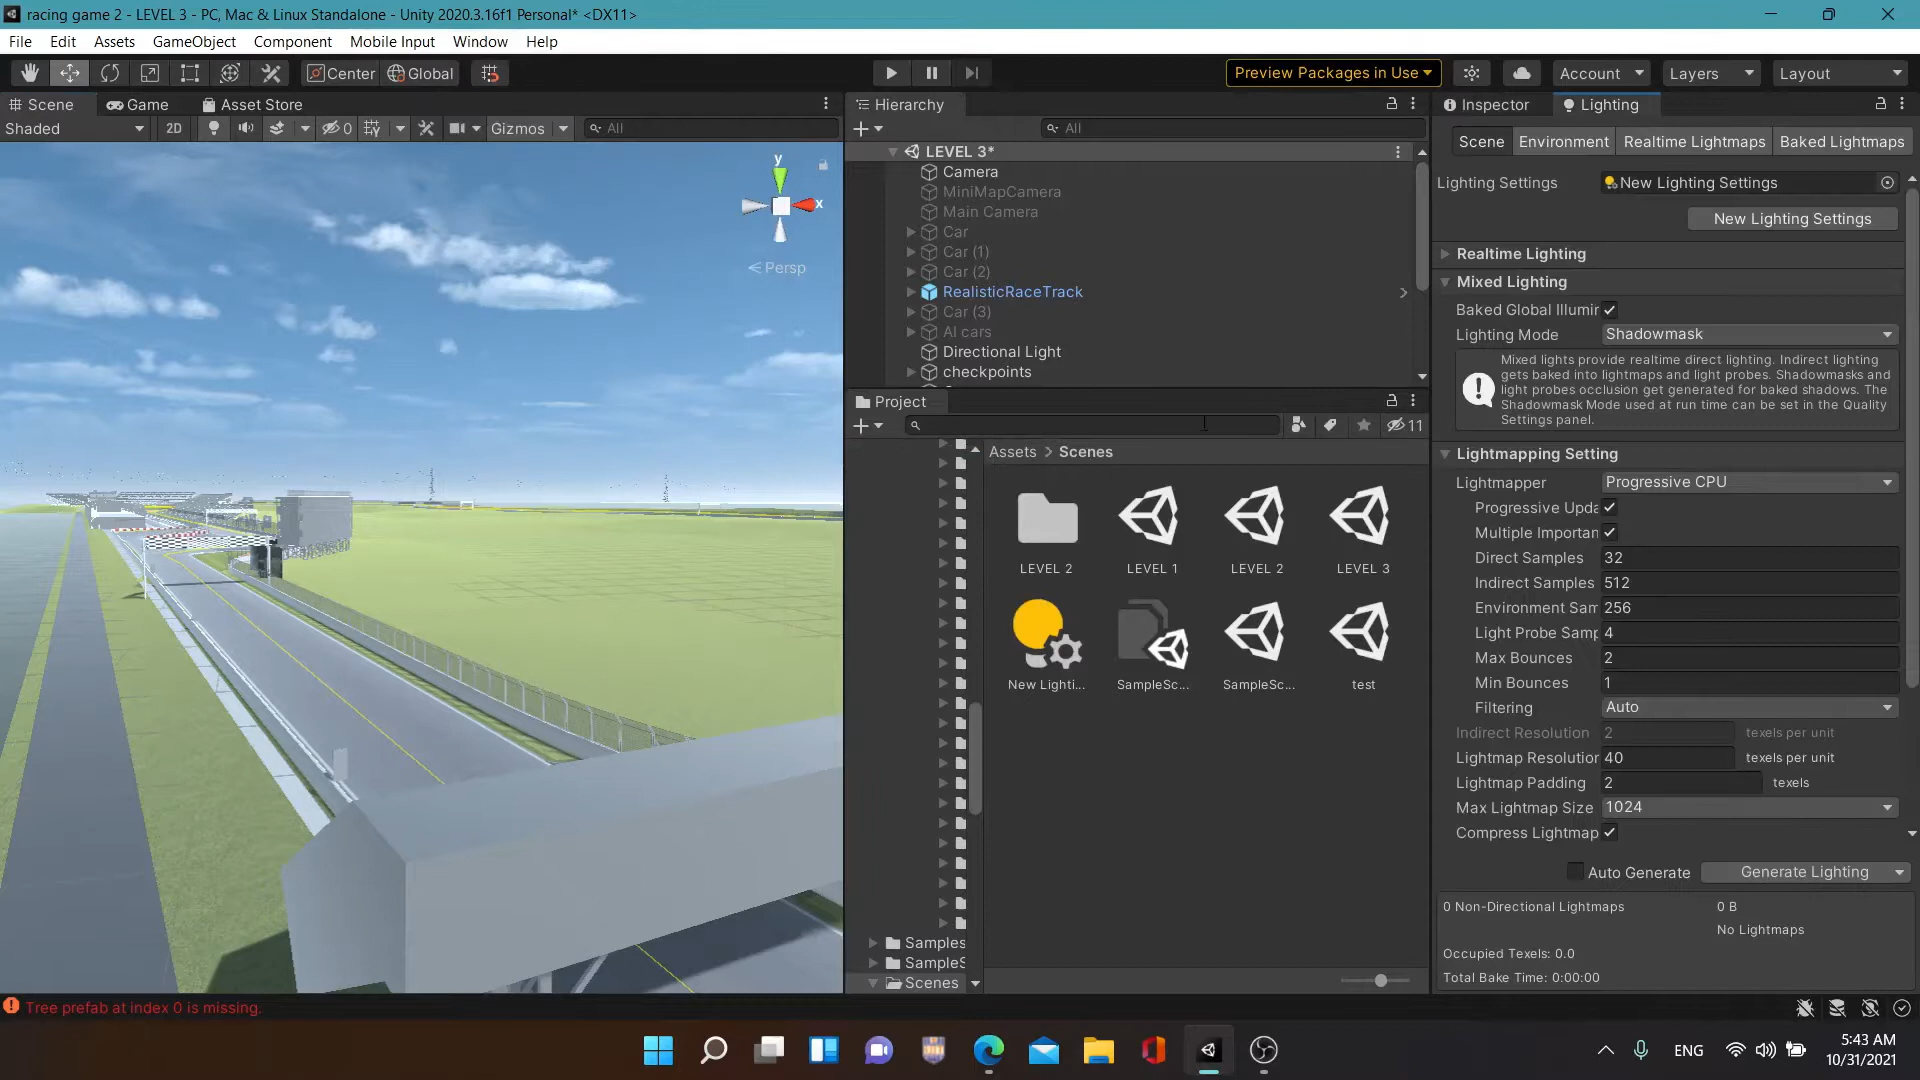 racing game 2 - LEVEL 3 - PC, Mac & Linux Standalone - Unity 2020.3.16f1 Personal* <DX11>
File Edit Assets GameObject Component Mobile Input Window Help
Center Global Preview Packages in Use Account Layers Layout
Scene Game Asset Store
Shaded 2D 0 Gizmos All
y
x
Persp
Hierarchy
All
LEVEL 3*
Camera
MiniMapCamera
Main Camera
Car
Car (1)
Car (2)
RealisticRaceTrack
Car (3)
AI cars
Directional Light
checkpoints
Project
11
Assets > Scenes
LEVEL 2 LEVEL 1 LEVEL 2 LEVEL 3
New Lighti... SampleSc... SampleSc... test
Samples
SampleS
Scenes
Inspector Lighting
Scene Environment Realtime Lightmaps Baked Lightmaps
Lighting Settings New Lighting Settings
New Lighting Settings
Realtime Lighting
Mixed Lighting
Baked Global Illumir
Lighting Mode Shadowmask
Mixed lights provide realtime direct lighting. Indirect lighting
gets baked into lightmaps and light probes. Shadowmasks and
light probes occlusion get generated for baked shadows. The
Shadowmask Mode used at run time can be set in the Quality
Settings panel.
Lightmapping Setting
Lightmapper Progressive CPU
Progressive Upda
Multiple Importan
Direct Samples 32
Indirect Samples 512
Environment Sam 256
Light Probe Samp 4
Max Bounces 2
Min Bounces 1
Filtering Auto
Indirect Resolution 2 texels per unit
Lightmap Resolution 40 texels per unit
Lightmap Padding 2 texels
Max Lightmap Size 1024
Compress Lightmap
Auto Generate Generate Lighting
0 Non-Directional Lightmaps 0 B
No Lightmaps
Occupied Texels: 0.0
Total Bake Time: 0:00:00
Tree prefab at index 0 is missing.
ENG
5:43 AM
10/31/2021